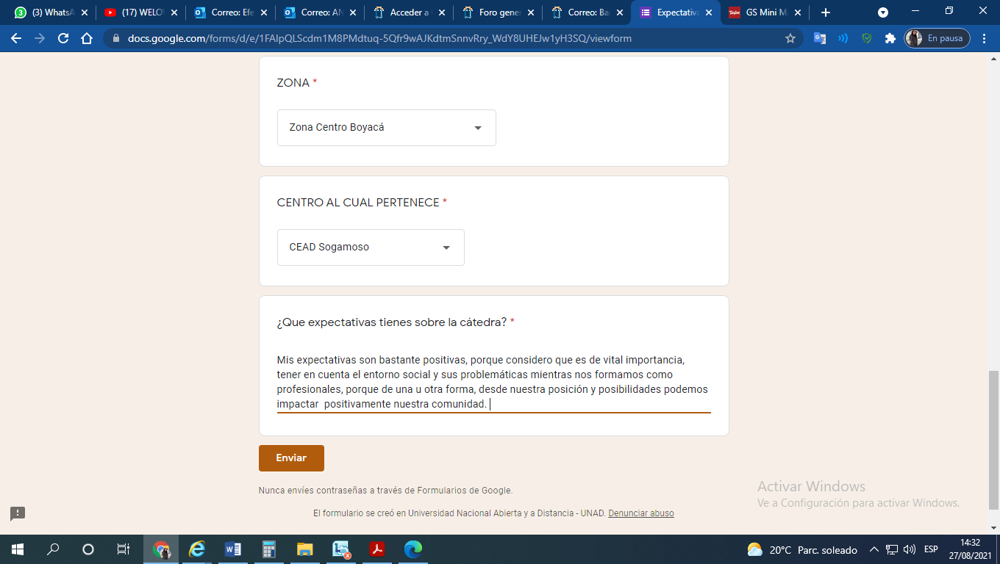 (3) WhatsA
(17) WELO
Correo: Efe
Correo: AN
Acceder a
Foro gener
Correo: Ba
Expectativa
GS Mini M
docs.google.com/forms/d/e/1FAIpQLScdm1M8PMdtuq-5Qfr9wAJKdtmSnnvRry_WdY8UHEJw1yH3SQ/viewform
En pausa
ZONA *
Zona Centro Boyacá
CENTRO AL CUAL PERTENECE *
CEAD Sogamoso
¿Que expectativas tienes sobre la cátedra? *
Mis expectativas son bastante positivas, porque considero que es de vital importancia,
tener en cuenta el entorno social y sus problemáticas mientras nos formamos como
profesionales, porque de una u otra forma, desde nuestra posición y posibilidades podemos
impactar  positivamente nuestra comunidad.
Enviar
Nunca envíes contraseñas a través de Formularios de Google.
El formulario se creó en Universidad Nacional Abierta y a Distancia - UNAD. Denunciar abuso
Activar Windows
Ve a Configuración para activar Windows.
20°C Parc. soleado
ESP
14:32
27/08/2021